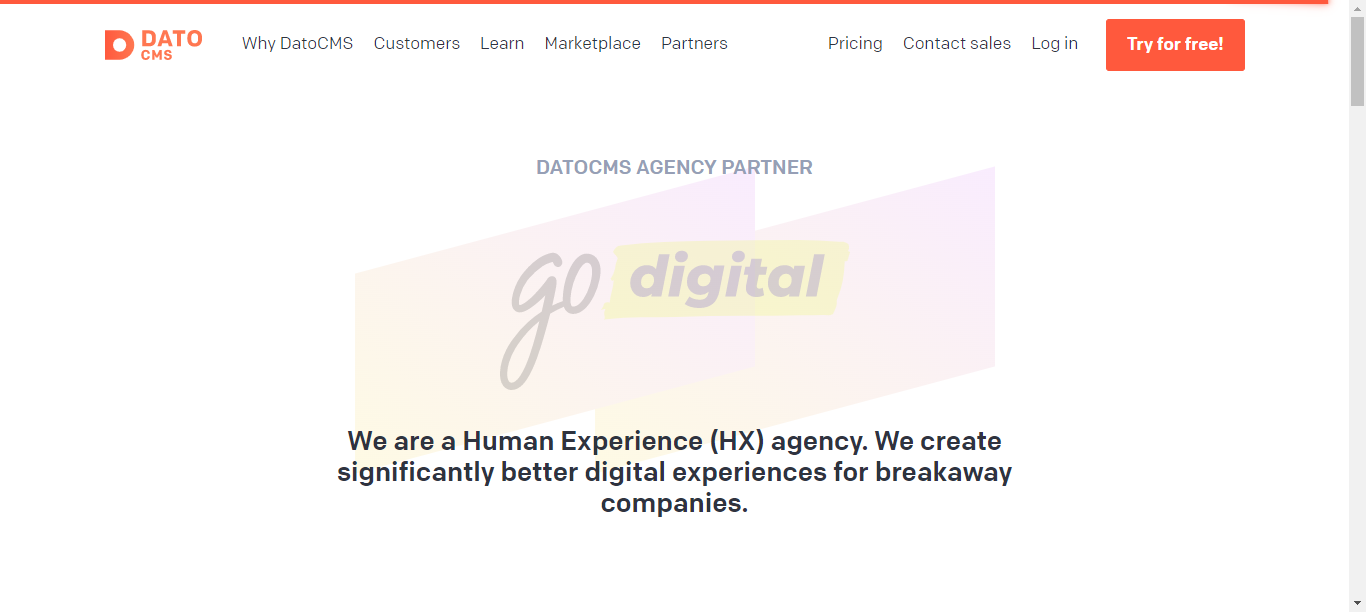 DATO
CMS
Why DatoCMS Customers Learn Marketplace Partners Pricing Contact sales Log in Try for free!
DATOCMS AGENCY PARTNER
go digital
We are a Human Experience (HX) agency. We create
significantly better digital experiences for breakaway
companies.